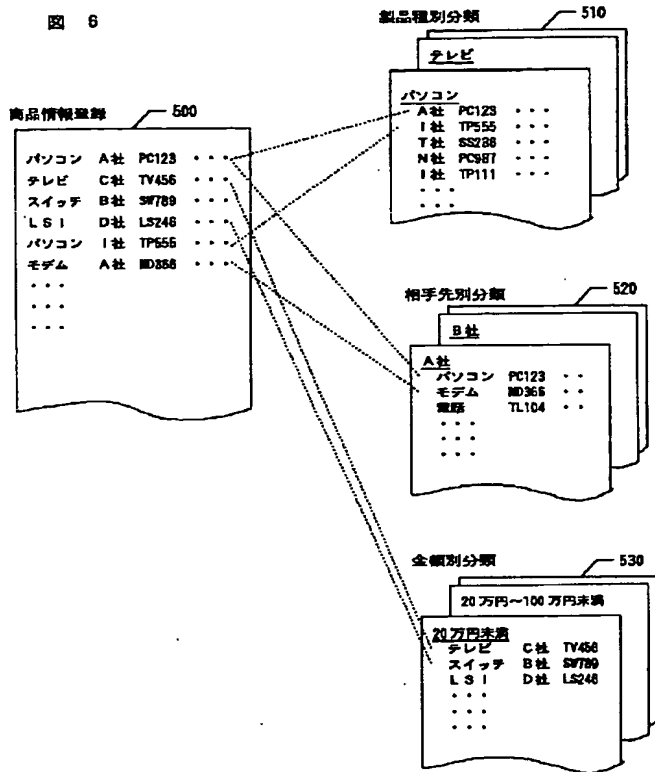 図 6
商品情報登録 500
パソコン A社 PC123 ・・・
テレビ C社 TV456 ・・・
スイッチ B社 SW789 ・・・
LSI D社 LS246 ・・・
パソコン I社 TP555 ・・・
モデム A社 MD366 ・・・
・・・
・・・
・・・
製品種別分類 510
テレビ
パソコン
A社 PC123 ・・・
I社 TP555 ・・・
T社 SS286 ・・・
N社 PC987 ・・・
I社 TP111 ・・・
・・・
・・・
相手先別分類 520
B社
A社
パソコン PC123 ・・
モデム MD366 ・・
電話 TL104 ・・
・・・
・・・
・・・
金額別分類 530
20万円～100万円未満
20万円未満
テレビ C社 TV456
スイッチ B社 SW789
LSI D社 LS246
・・・
・・・
・・・